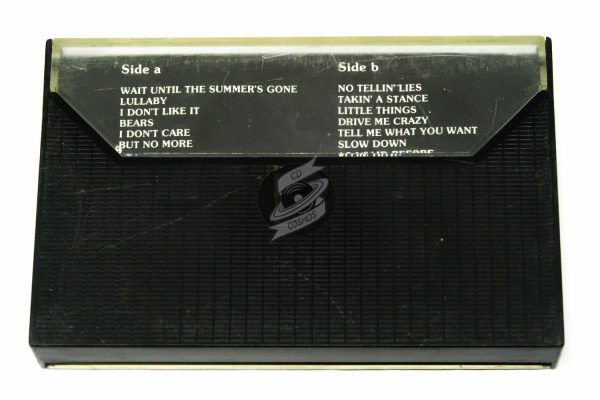 Side a
WAIT UNTIL THE SUMMER'S GONE
LULLABY
I DON'T LIKE IT
BEARS
I DON'T CARE
BUT NO MORE
Side b
NO TELLIN' LIES
TAKIN' A STANCE
LITTLE THINGS
DRIVE ME CRAZY
TELL ME WHAT YOU WANT
SLOW DOWN
CD
COSMOS